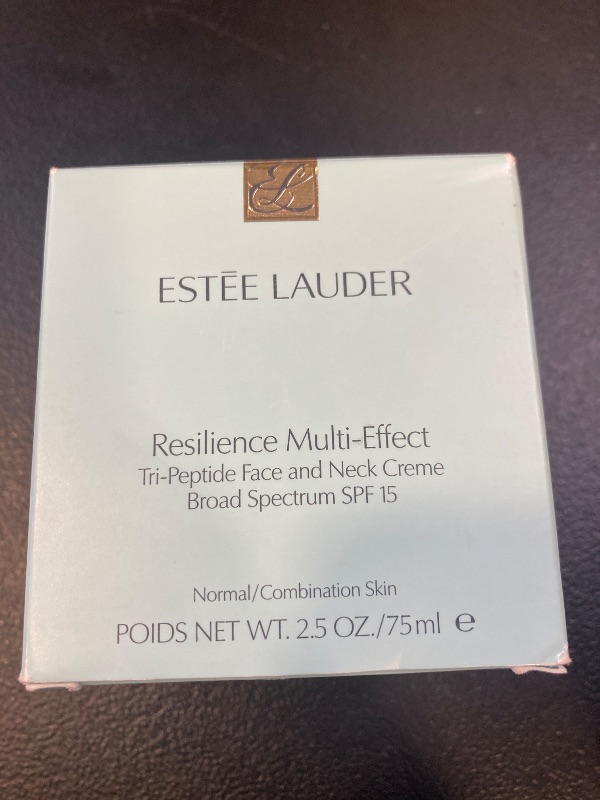 EL
ESTĒE LAUDER
Resilience Multi-Effect
Tri-Peptide Face and Neck Creme
Broad Spectrum SPF 15
Normal/Combination Skin
POIDS NET WT. 2.5 OZ./75ml ℮